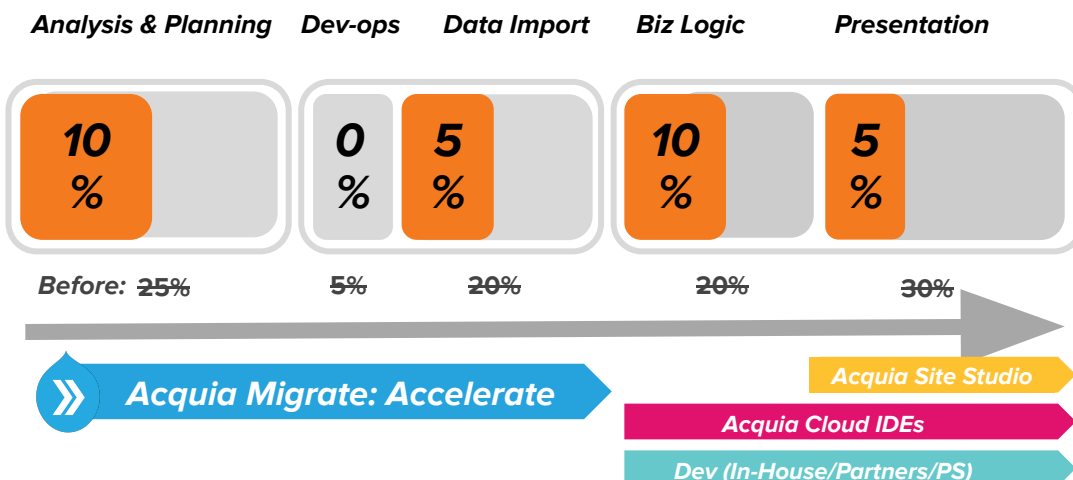 Analysis & Planning Dev-ops Data Import Biz Logic Presentation
10 0 5 10 5
% % % % %
Before: 25% 5% 20% 20% 30%
Acquia Site Studio
Acquia Migrate: Accelerate
Acquia Cloud IDEs
Dev (In-House/Partners/PS)